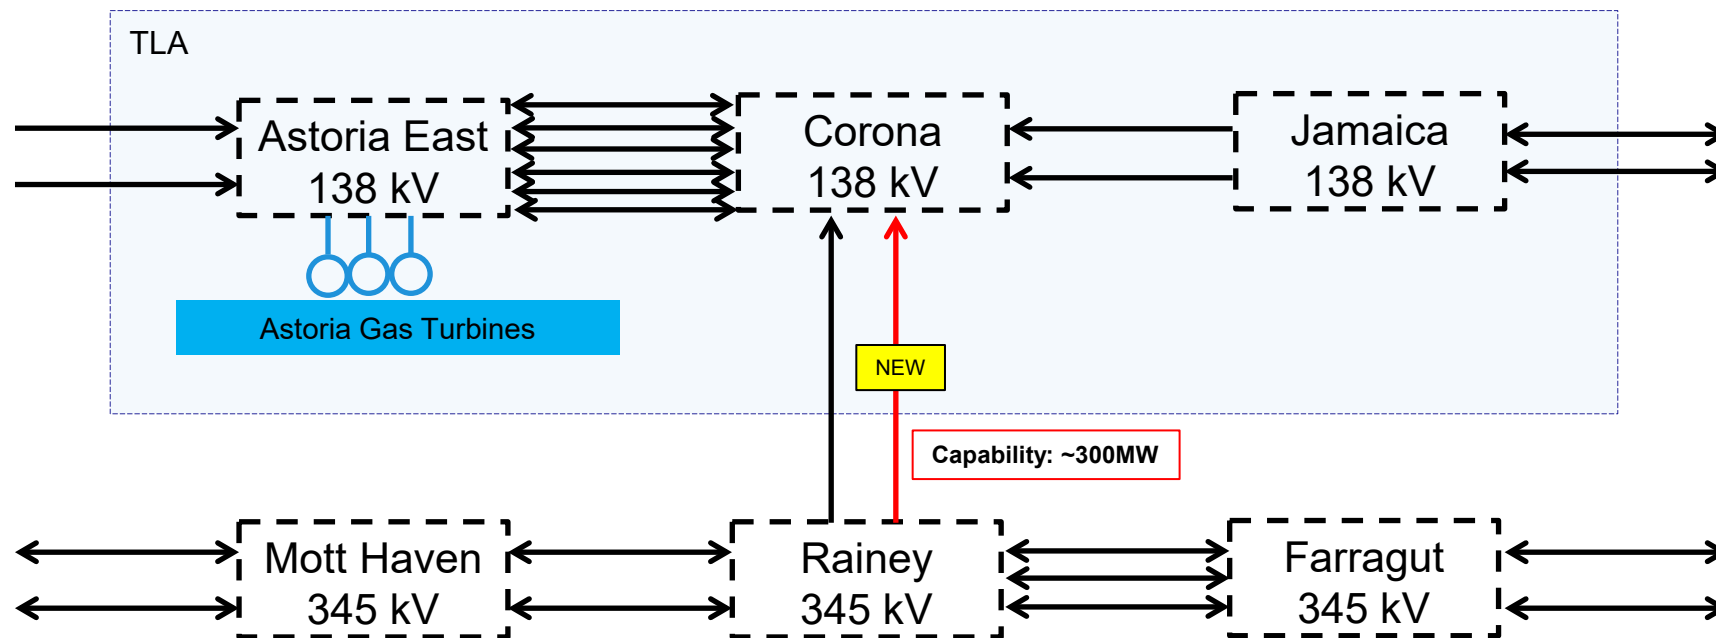 TLA
Astoria East
138 kV
Corona
138 kV
Jamaica
138 kV
Astoria Gas Turbines
NEW
Capability: ~300MW
Mott Haven
345 kV
Rainey
345 kV
Farragut
345 kV